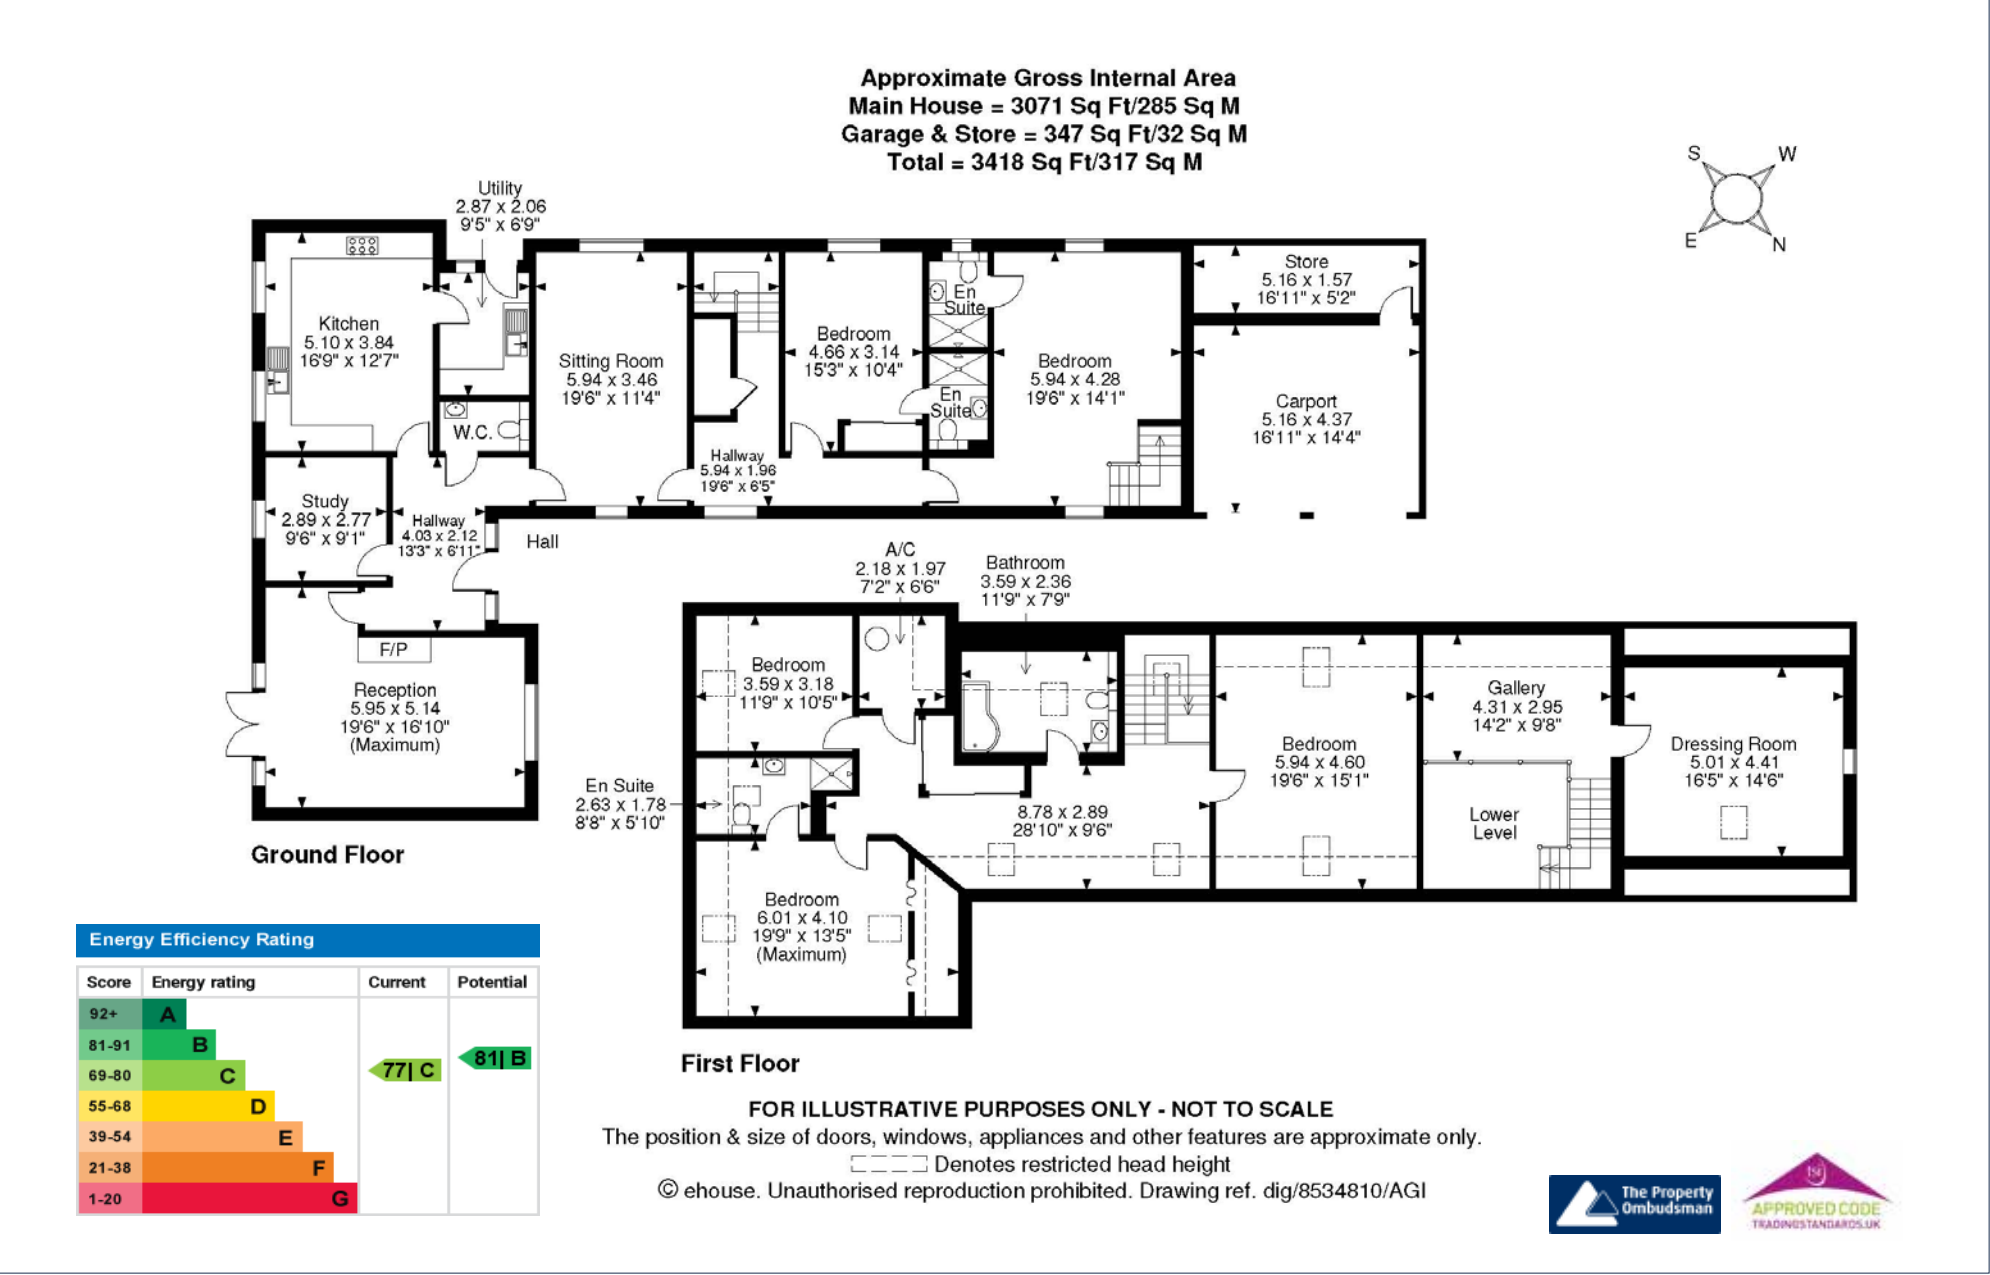 Approximate Gross Internal Area
Main House = 3071 Sq Ft/285 Sq M
Garage & Store = 347 Sq Ft/32 Sq M
Total = 3418 Sq Ft/317 Sq M
S
W
E
N
Utility
2.87 x 2.06
9'5" x 6'9"
Kitchen
5.10 x 3.84
16'9" x 12'7"
W.C.
Sitting Room
5.94 x 3.46
19'6" x 11'4"
Bedroom
4.66 x 3.14
15'3" x 10'4"
En
Suite
En
Suite
Bedroom
5.94 x 4.28
19'6" x 14'1"
Store
5.16 x 1.57
16'11" x 5'2"
Carport
5.16 x 4.37
16'11" x 14'4"
Hallway
5.94 x 1.96
19'6" x 6'5"
Study
2.89 x 2.77
9'6" x 9'1"
Hallway
4.03 x 2.12
13'3" x 6'11"
Hall
F/P
Reception
5.95 x 5.14
19'6" x 16'10"
(Maximum)
Ground Floor
A/C
2.18 x 1.97
7'2" x 6'6"
Bathroom
3.59 x 2.36
11'9" x 7'9"
Bedroom
3.59 x 3.18
11'9" x 10'5"
En Suite
2.63 x 1.78
8'8" x 5'10"
8.78 x 2.89
28'10" x 9'6"
Bedroom
5.94 x 4.60
19'6" x 15'1"
Gallery
4.31 x 2.95
14'2" x 9'8"
Lower
Level
Dressing Room
5.01 x 4.41
16'5" x 14'6"
Bedroom
6.01 x 4.10
19'9" x 13'5"
(Maximum)
First Floor
Energy Efficiency Rating
Score Energy rating Current Potential
92+ A
81-91 B
69-80 C
55-68 D
39-54 E
21-38 F
1-20 G
77| C
81| B
FOR ILLUSTRATIVE PURPOSES ONLY - NOT TO SCALE
The position & size of doors, windows, appliances and other features are approximate only.
Denotes restricted head height
© ehouse. Unauthorised reproduction prohibited. Drawing ref. dig/8534810/AGI
The Property
Ombudsman
tsi
APPROVED CODE
TRADINGSTANDARDS.UK